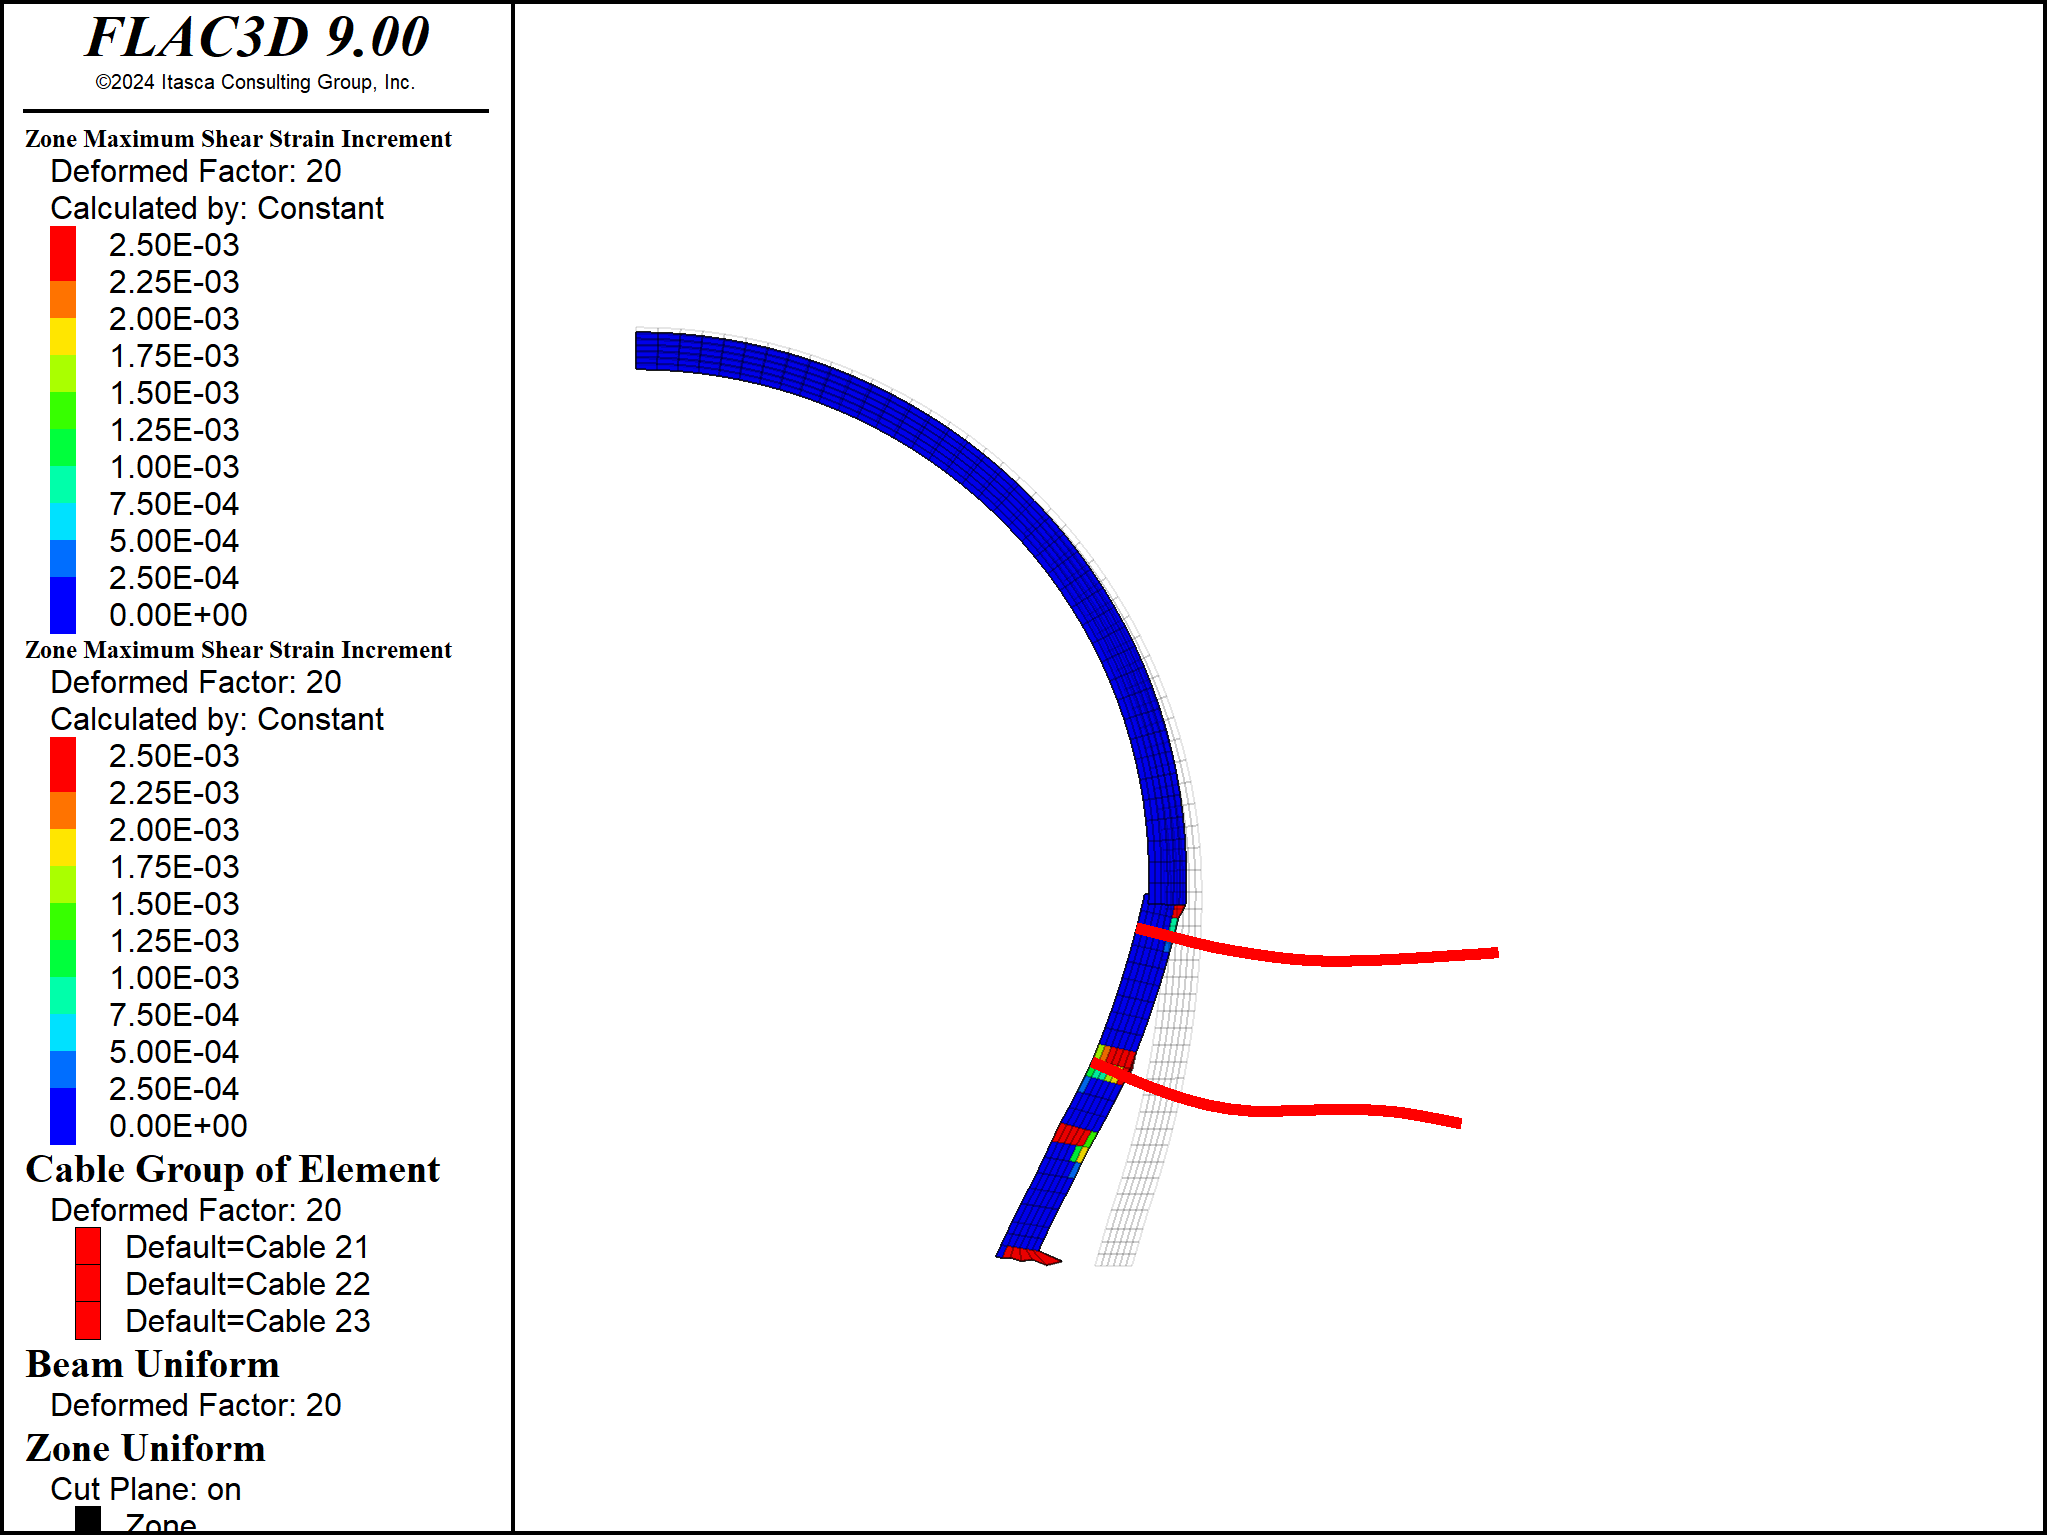 FLAC3D 9.00
©2024 Itasca Consulting Group, Inc.
Zone Maximum Shear Strain Increment
Deformed Factor: 20
Calculated by: Constant
2.50E-03
2.25E-03
2.00E-03
1.75E-03
1.50E-03
1.25E-03
1.00E-03
7.50E-04
5.00E-04
2.50E-04
0.00E+00
Zone Maximum Shear Strain Increment
Deformed Factor: 20
Calculated by: Constant
2.50E-03
2.25E-03
2.00E-03
1.75E-03
1.50E-03
1.25E-03
1.00E-03
7.50E-04
5.00E-04
2.50E-04
0.00E+00
Cable Group of Element
Deformed Factor: 20
Default=Cable 21
Default=Cable 22
Default=Cable 23
Beam Uniform
Deformed Factor: 20
Zone Uniform
Cut Plane: on
Zone